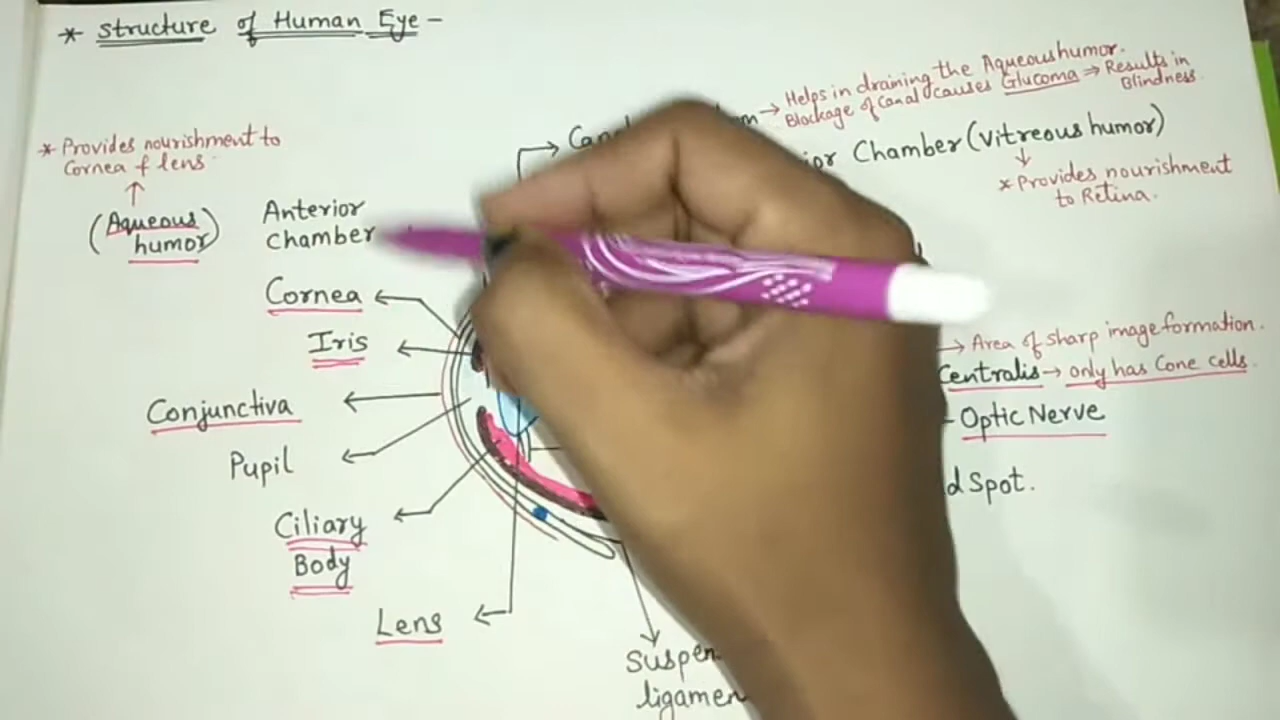 * Structure of Human Eye -
→ Helps in draining the Aqueous humor.
Blockage of Canal causes Glucoma ⇒ Results in
Blindness
* Provides nourishment to
Cornea & lens
(Aqueous
humor)
Anterior
Chamber
Chamber (vitreous humor)
* Provides nourishment
to Retina.
Cornea
Iris
Conjunctiva
Pupil
Ciliary
Body
Lens
→ Area of sharp image formation.
Centralis → only has Cone cells.
Optic Nerve
Spot.